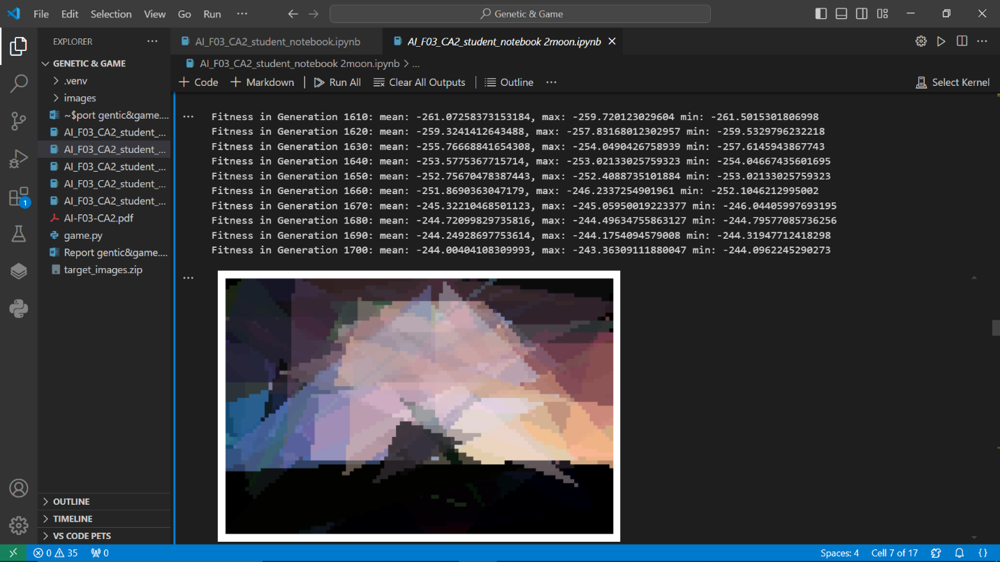 File Edit Selection View Go Run ··· Genetic & Game
EXPLORER ···
GENETIC & GAME
.venv
images
~$port gentic&game....
AI_F03_CA2_student_...
AI_F03_CA2_student_...
AI_F03_CA2_student_...
AI_F03_CA2_student_...
AI_F03_CA2_student_...
AI-F03-CA2.pdf
game.py
Report gentic&game....
target_images.zip
OUTLINE
TIMELINE
VS CODE PETS
1
AI_F03_CA2_student_notebook.ipynb AI_F03_CA2_student_notebook 2moon.ipynb
AI_F03_CA2_student_notebook 2moon.ipynb > ...
+ Code + Markdown | Run All Clear All Outputs | Outline ··· Select Kernel
Fitness in Generation 1610: mean: -261.07258373153184, max: -259.720123029604 min: -261.5015301806998
Fitness in Generation 1620: mean: -259.3241412643488, max: -257.83168012302957 min: -259.5329796232218
Fitness in Generation 1630: mean: -255.76668841654308, max: -254.0490426758939 min: -257.6145943867743
Fitness in Generation 1640: mean: -253.5775367715714, max: -253.02133025759323 min: -254.04667435601695
Fitness in Generation 1650: mean: -252.75670478387443, max: -252.4088735101884 min: -253.02133025759323
Fitness in Generation 1660: mean: -251.8690363047179, max: -246.2337254901961 min: -252.1046212995002
Fitness in Generation 1670: mean: -245.32210468501123, max: -245.05950019223377 min: -246.04405997693195
Fitness in Generation 1680: mean: -244.72099829735816, max: -244.49634755863127 min: -244.79577085736256
Fitness in Generation 1690: mean: -244.24928697753614, max: -244.1754094579008 min: -244.31947712418298
Fitness in Generation 1700: mean: -244.00404108309993, max: -243.36309111880047 min: -244.0962245290273
0 35 0 Spaces: 4 Cell 7 of 17 {}